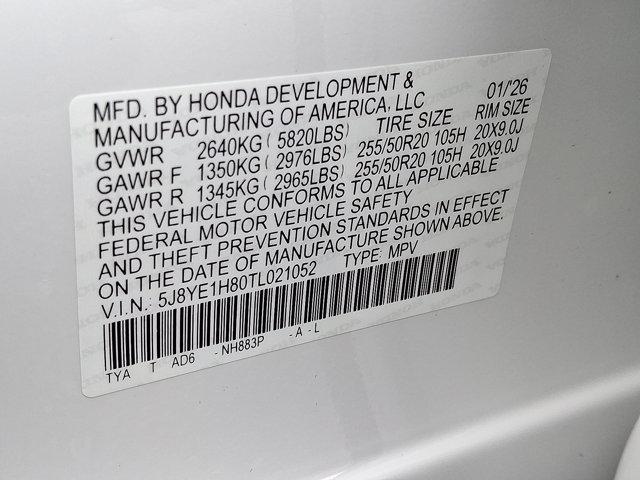 MFD. BY HONDA DEVELOPMENT & 01/'26
MANUFACTURING OF AMERICA, LLC
TIRE SIZE RIM SIZE
GVWR 2640KG ( 5820LBS)
GAWR F 1350KG ( 2976LBS) 255/50R20 105H 20X9.0J
GAWR R 1345KG ( 2965LBS) 255/50R20 105H 20X9.0J
THIS VEHICLE CONFORMS TO ALL APPLICABLE
FEDERAL MOTOR VEHICLE SAFETY
AND THEFT PREVENTION STANDARDS IN EFFECT
ON THE DATE OF MANUFACTURE SHOWN ABOVE.
V.I.N.: 5J8YE1H80TL021052 TYPE: MPV
TYA T AD6 -NH883P -A-L